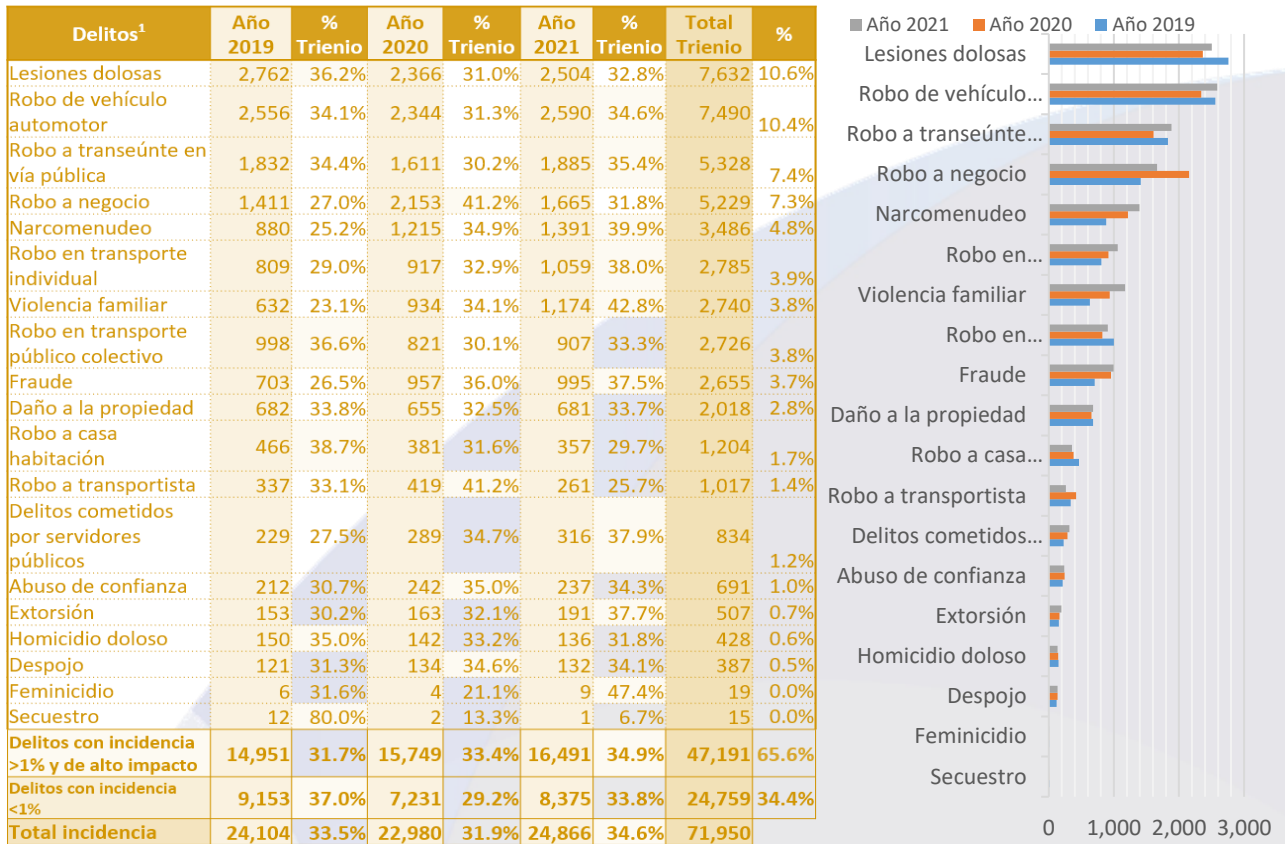 Delitos¹ Año 2019 % Trienio Año 2020 % Trienio Año 2021 % Trienio Total Trienio %
Lesiones dolosas 2,762 36.2% 2,366 31.0% 2,504 32.8% 7,632 10.6%
Robo de vehículo automotor 2,556 34.1% 2,344 31.3% 2,590 34.6% 7,490 10.4%
Robo a transeúnte en vía pública 1,832 34.4% 1,611 30.2% 1,885 35.4% 5,328 7.4%
Robo a negocio 1,411 27.0% 2,153 41.2% 1,665 31.8% 5,229 7.3%
Narcomenudeo 880 25.2% 1,215 34.9% 1,391 39.9% 3,486 4.8%
Robo en transporte individual 809 29.0% 917 32.9% 1,059 38.0% 2,785 3.9%
Violencia familiar 632 23.1% 934 34.1% 1,174 42.8% 2,740 3.8%
Robo en transporte público colectivo 998 36.6% 821 30.1% 907 33.3% 2,726 3.8%
Fraude 703 26.5% 957 36.0% 995 37.5% 2,655 3.7%
Daño a la propiedad 682 33.8% 655 32.5% 681 33.7% 2,018 2.8%
Robo a casa habitación 466 38.7% 381 31.6% 357 29.7% 1,204 1.7%
Robo a transportista 337 33.1% 419 41.2% 261 25.7% 1,017 1.4%
Delitos cometidos por servidores públicos 229 27.5% 289 34.7% 316 37.9% 834 1.2%
Abuso de confianza 212 30.7% 242 35.0% 237 34.3% 691 1.0%
Extorsión 153 30.2% 163 32.1% 191 37.7% 507 0.7%
Homicidio doloso 150 35.0% 142 33.2% 136 31.8% 428 0.6%
Despojo 121 31.3% 134 34.6% 132 34.1% 387 0.5%
Feminicidio 6 31.6% 4 21.1% 9 47.4% 19 0.0%
Secuestro 12 80.0% 2 13.3% 1 6.7% 15 0.0%
Delitos con incidencia >1% y de alto impacto 14,951 31.7% 15,749 33.4% 16,491 34.9% 47,191 65.6%
Delitos con incidencia <1% 9,153 37.0% 7,231 29.2% 8,375 33.8% 24,759 34.4%
Total incidencia 24,104 33.5% 22,980 31.9% 24,866 34.6% 71,950
Año 2021 Año 2020 Año 2019
Lesiones dolosas
Robo de vehículo...
Robo a transeúnte...
Robo a negocio
Narcomenudeo
Robo en...
Violencia familiar
Robo en...
Fraude
Daño a la propiedad
Robo a casa...
Robo a transportista
Delitos cometidos...
Abuso de confianza
Extorsión
Homicidio doloso
Despojo
Feminicidio
Secuestro
0 1,000 2,000 3,000